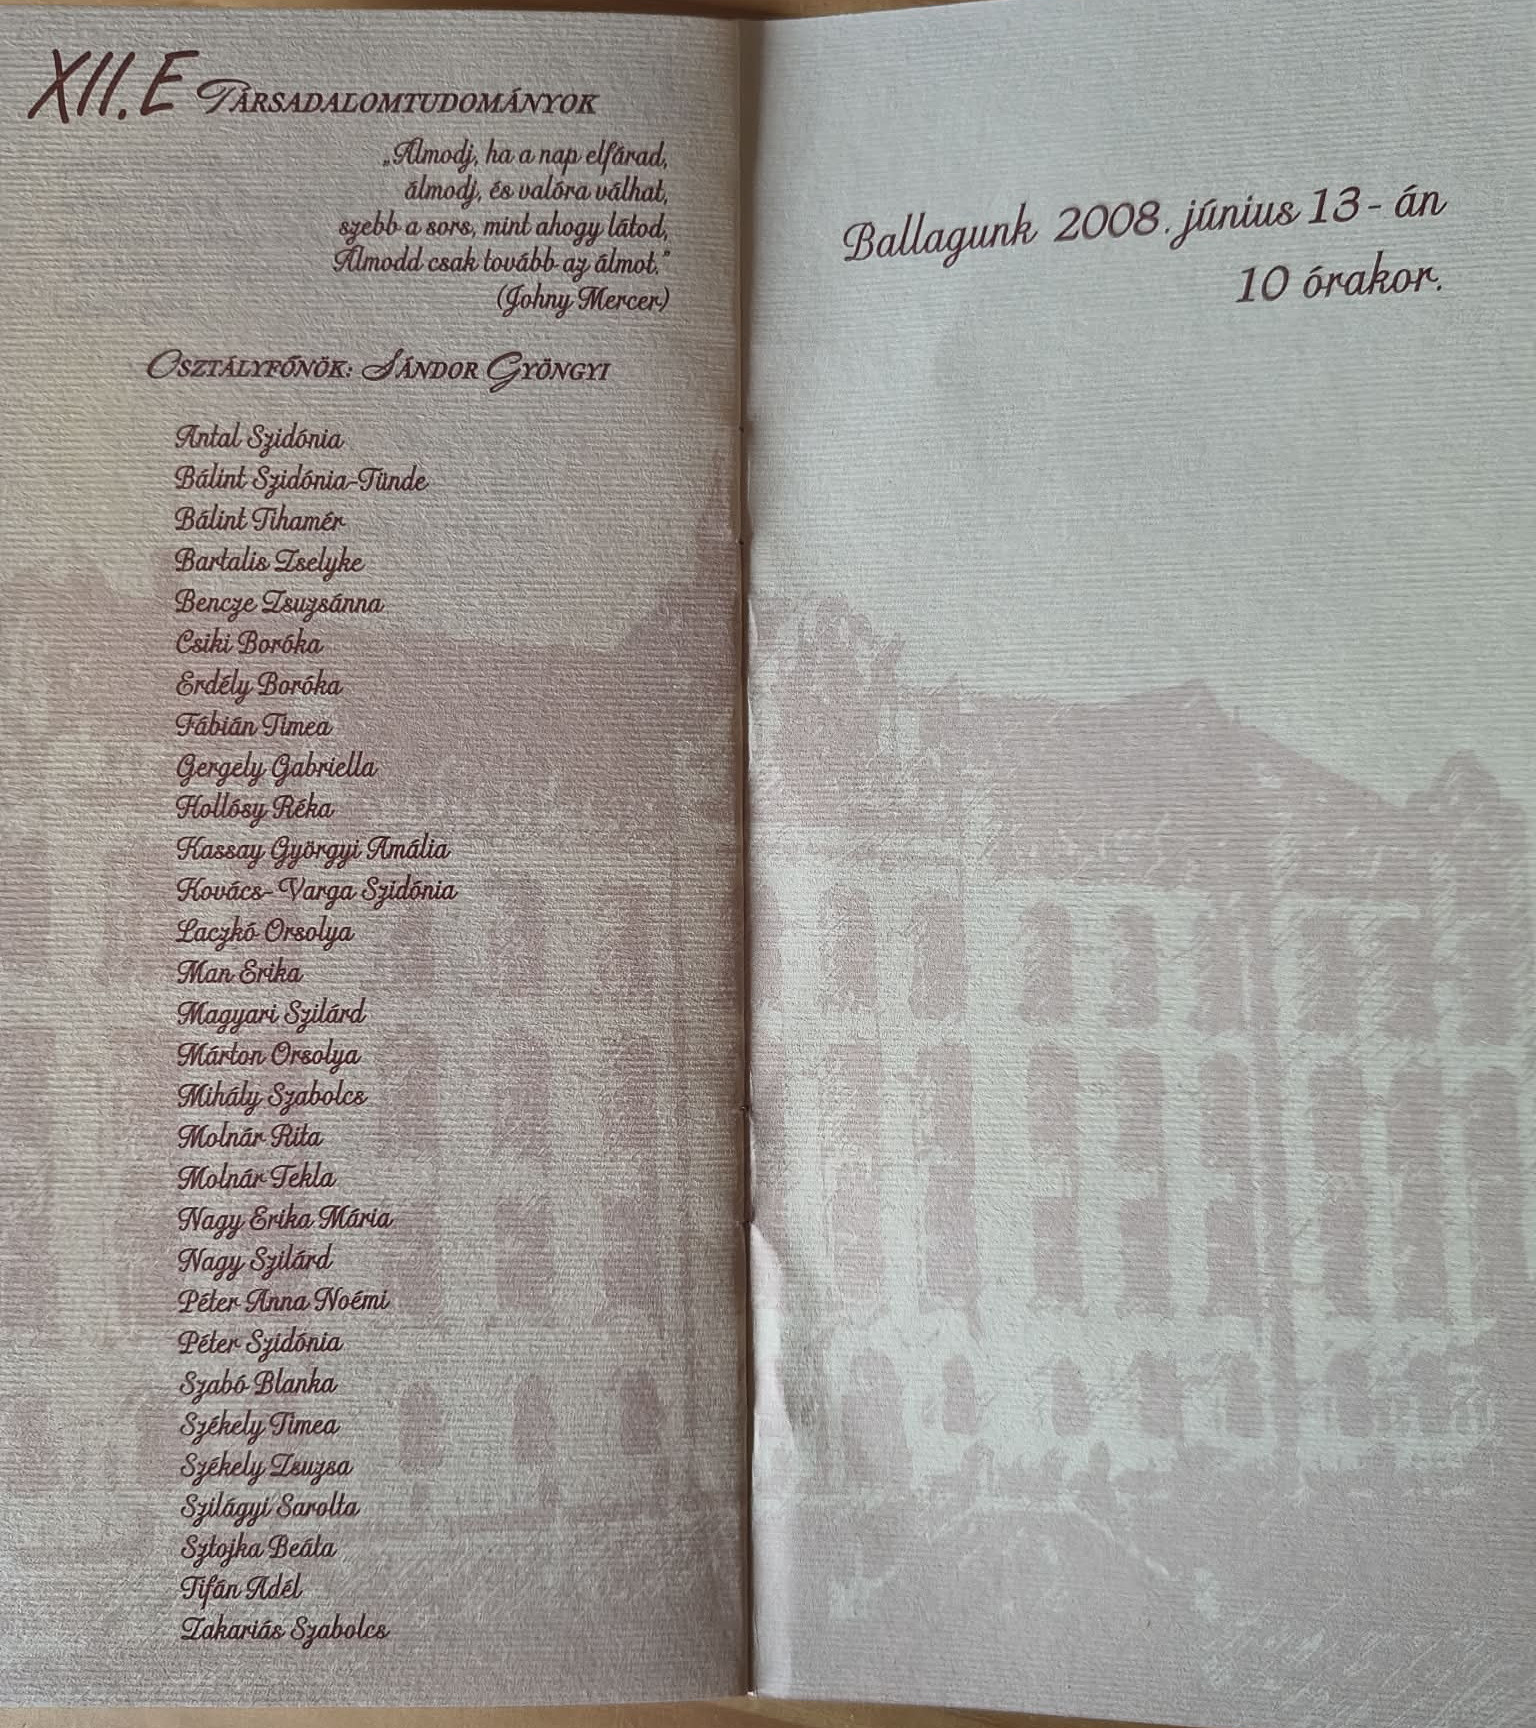 XII.E TÁRSADALOMTUDOMÁNYOK
„Álmodj, ha a nap elfárad,
álmodj, és valóra válhat,
szebb a sors, mint ahogy látod,
Álmodd csak tovább az álmot."
(Johny Mercer)
OSZTÁLYFŐNÖK: SÁNDOR GYÖNGYI
Antal Szidónia
Bálint Szidónia-Tünde
Bálint Tihamér
Bartalis Zselyke
Bencze Zsuzsánna
Csiki Boróka
Erdély Boróka
Fábián Tímea
Gergely Gabriella
Hollósy Réka
Kassay Györgyi Amália
Kovács- Varga Szidónia
Laczkó Orsolya
Man Erika
Magyari Szilárd
Márton Orsolya
Mihály Szabolcs
Molnár Rita
Molnár Tekla
Nagy Erika Mária
Nagy Szilárd
Péter Anna Noémi
Péter Szidónia
Szabó Blanka
Székely Tímea
Székely Zsuzsa
Szilágyi Sarolta
Sztojka Beáta
Tifán Adél
Zakariás Szabolcs
Ballagunk 2008. június 13- án
10 órakor.